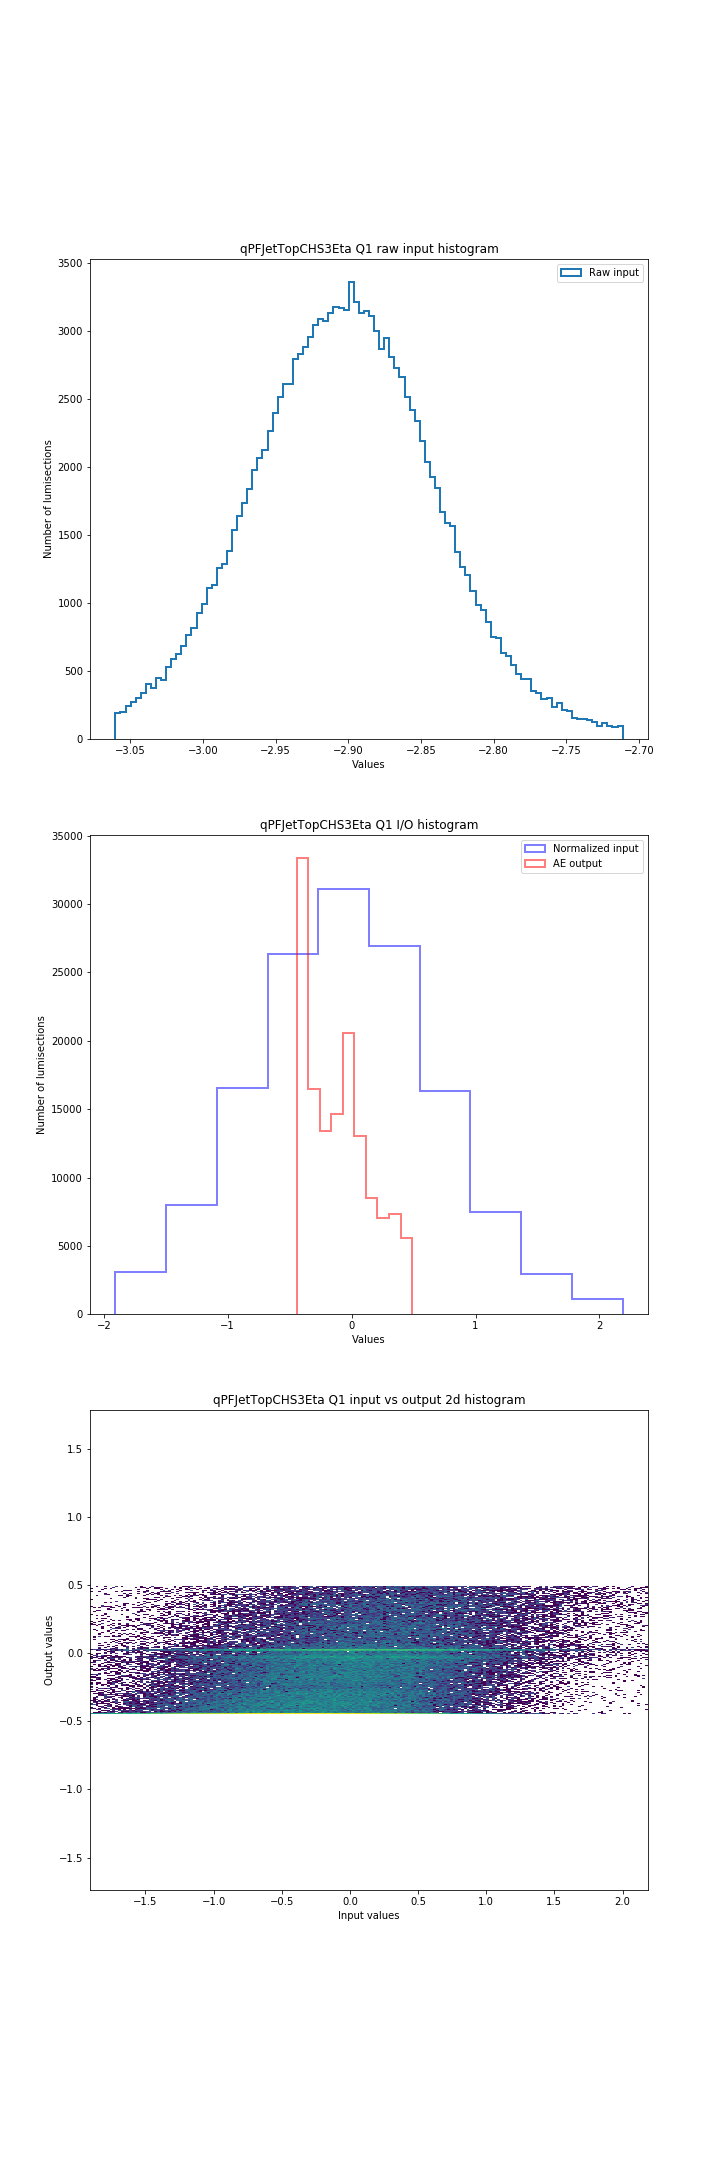 qPFJetTopCHS3Eta Q1 raw input histogram
3500
3000
2500
2000
1500
1000
500
0
Number of lumisections
Raw input
−3.05 −3.00 −2.95 −2.90 −2.85 −2.80 −2.75 −2.70
Values
qPFJetTopCHS3Eta Q1 I/O histogram
35000
30000
25000
20000
15000
10000
5000
0
Number of lumisections
Normalized input
AE output
−2 −1 0 1 2
Values
qPFJetTopCHS3Eta Q1 input vs output 2d histogram
1.5
1.0
0.5
0.0
−0.5
−1.0
−1.5
Output values
−1.5 −1.0 −0.5 0.0 0.5 1.0 1.5 2.0
Input values